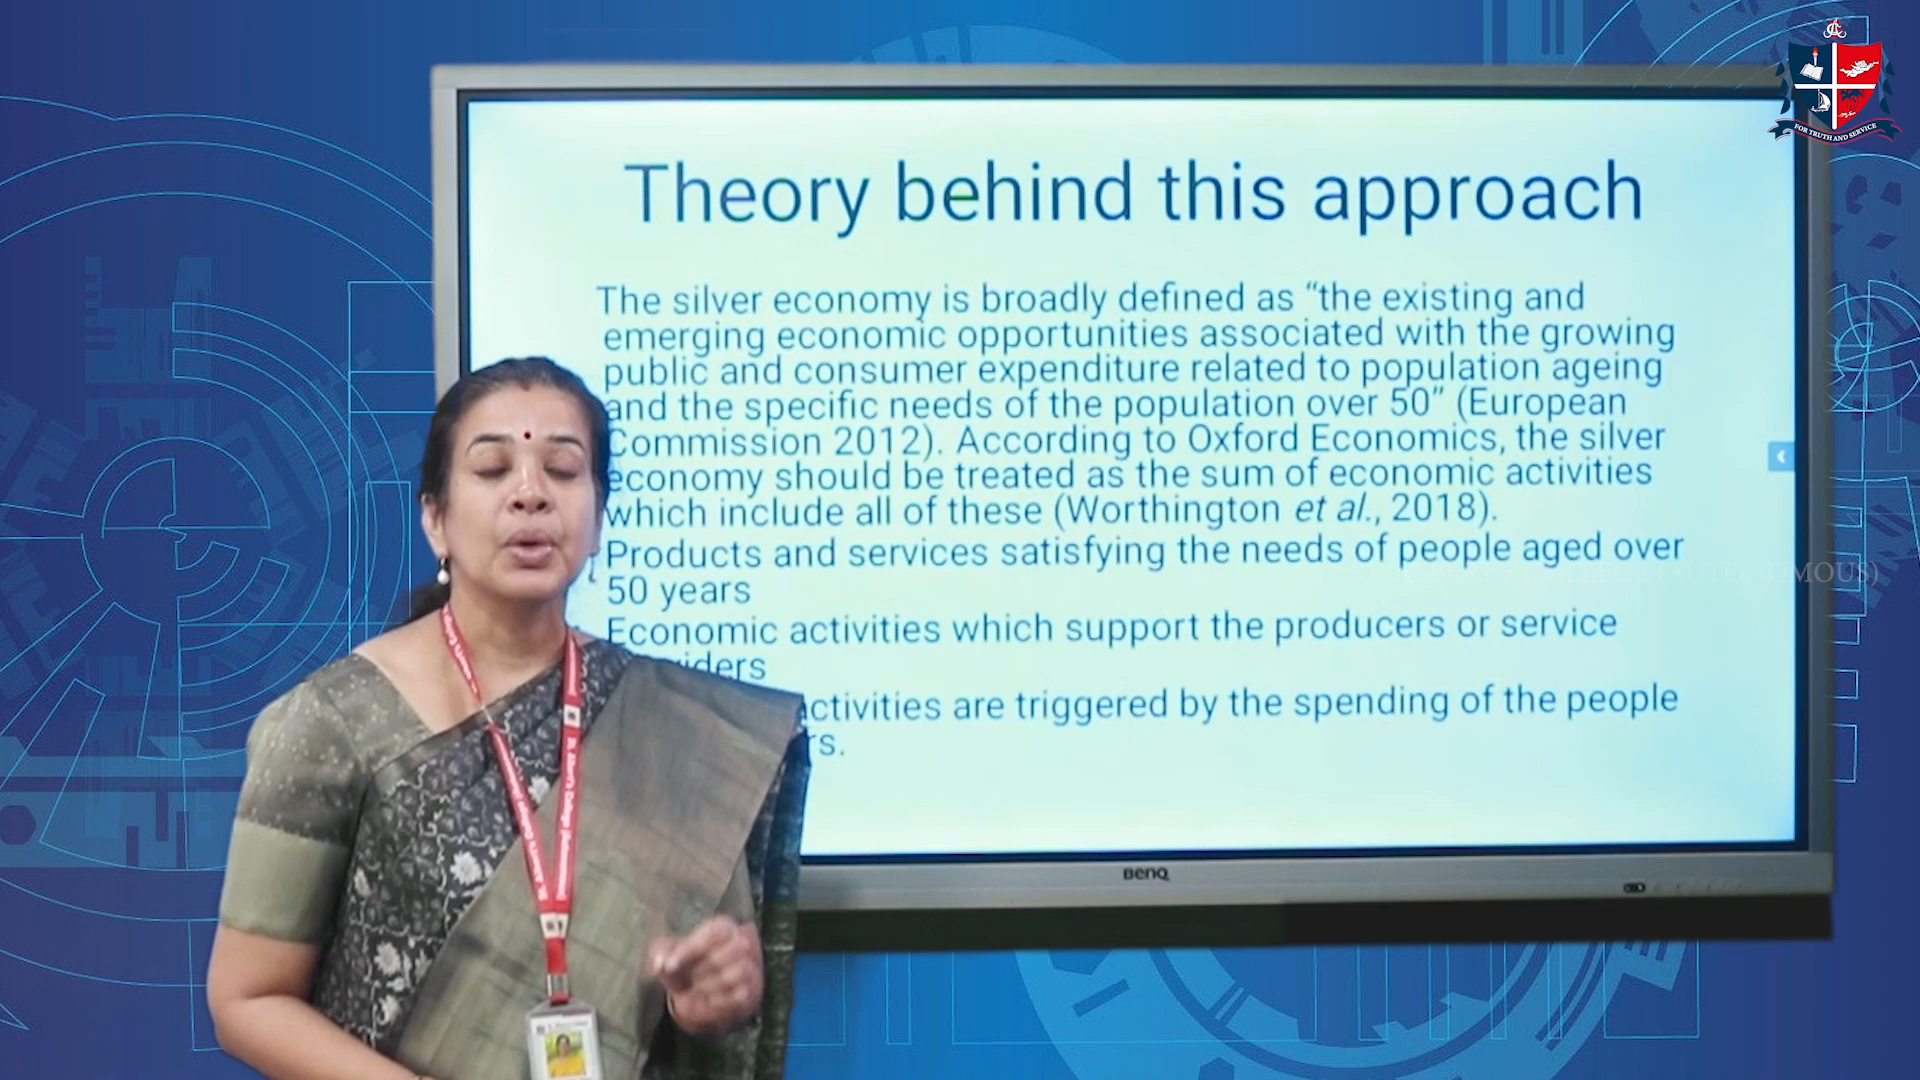 FOR TRUTH AND SERVICE
Theory behind this approach
The silver economy is broadly defined as “the existing and
emerging economic opportunities associated with the growing
public and consumer expenditure related to population ageing
and the specific needs of the population over 50” (European
Commission 2012). According to Oxford Economics, the silver
economy should be treated as the sum of economic activities
which include all of these (Worthington et al., 2018).
Products and services satisfying the needs of people aged over
50 years
Economic activities which support the producers or service
activities are triggered by the spending of the people
BenQ
AUTONOMOUS)
St. Albert's College (Autonomous)